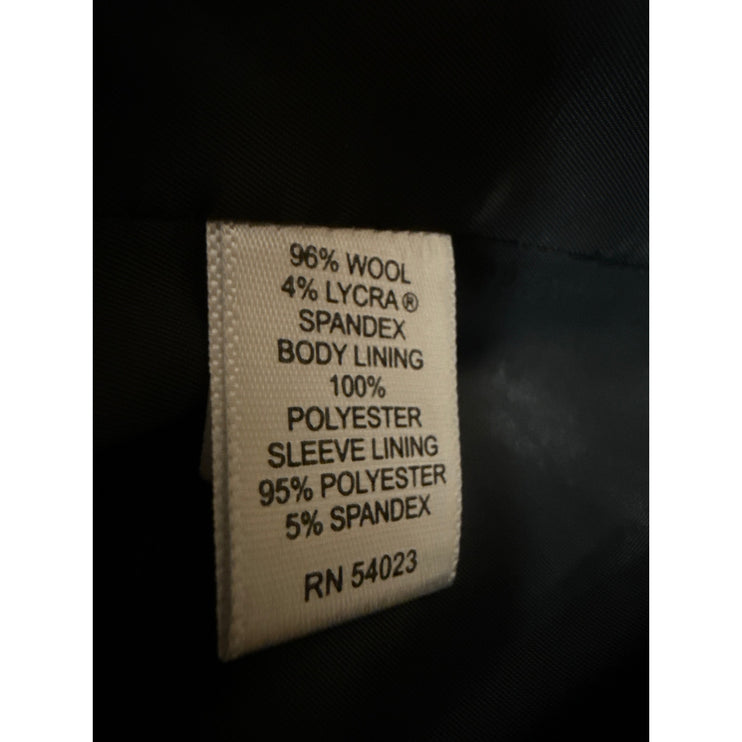 96% WOOL
4% LYCRA®
SPANDEX
BODY LINING
100%
POLYESTER
SLEEVE LINING
95% POLYESTER
5% SPANDEX
RN 54023